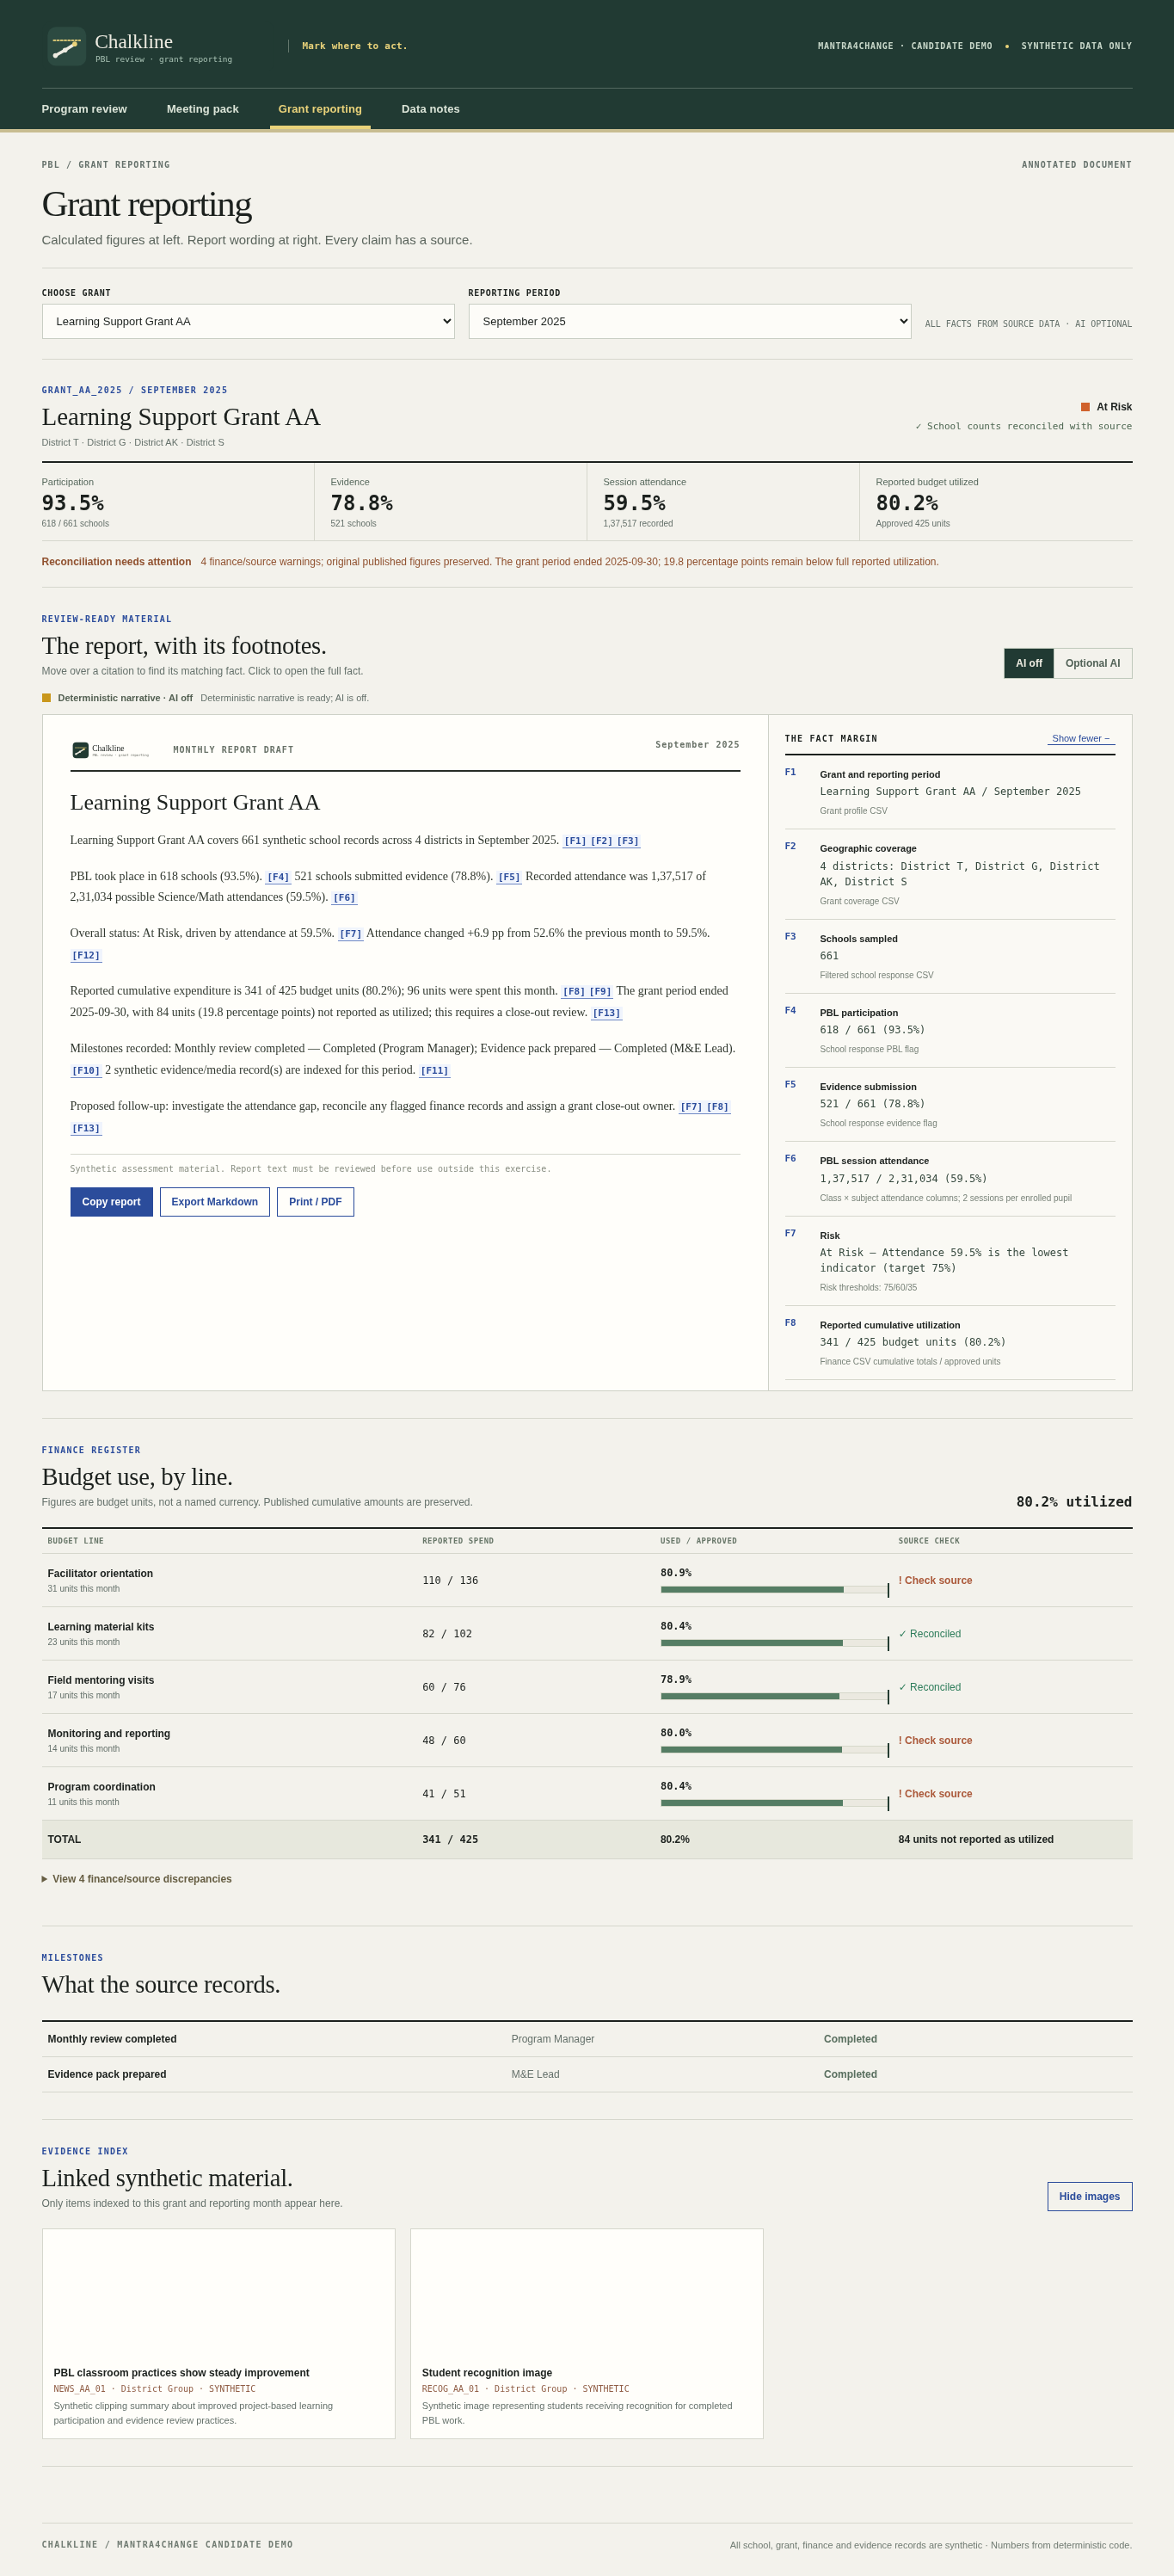 Chalkline
PBL review · grant reporting
Mark where to act.
MANTRA4CHANGE · CANDIDATE DEMO • SYNTHETIC DATA ONLY
Program review
Meeting pack
Grant reporting
Data notes
PBL / GRANT REPORTING
ANNOTATED DOCUMENT
Grant reporting
Calculated figures at left. Report wording at right. Every claim has a source.
CHOOSE GRANT
Learning Support Grant AA
REPORTING PERIOD
September 2025
ALL FACTS FROM SOURCE DATA · AI OPTIONAL
GRANT_AA_2025 / SEPTEMBER 2025
Learning Support Grant AA
District T · District G · District AK · District S
At Risk
✓ School counts reconciled with source
Participation
93.5%
618 / 661 schools
Evidence
78.8%
521 schools
Session attendance
59.5%
1,37,517 recorded
Reported budget utilized
80.2%
Approved 425 units
Reconciliation needs attention 4 finance/source warnings; original published figures preserved. The grant period ended 2025-09-30; 19.8 percentage points remain below full reported utilization.
REVIEW-READY MATERIAL
The report, with its footnotes.
Move over a citation to find its matching fact. Click to open the full fact.
AI off
Optional AI
Deterministic narrative · AI off Deterministic narrative is ready; AI is off.
Chalkline
MONTHLY REPORT DRAFT
September 2025
Learning Support Grant AA
Learning Support Grant AA covers 661 synthetic school records across 4 districts in September 2025. [F1] [F2] [F3]
PBL took place in 618 schools (93.5%). [F4] 521 schools submitted evidence (78.8%). [F5] Recorded attendance was 1,37,517 of
2,31,034 possible Science/Math attendances (59.5%). [F6]
Overall status: At Risk, driven by attendance at 59.5%. [F7] Attendance changed +6.9 pp from 52.6% the previous month to 59.5%.
[F12]
Reported cumulative expenditure is 341 of 425 budget units (80.2%); 96 units were spent this month. [F8] [F9] The grant period ended
2025-09-30, with 84 units (19.8 percentage points) not reported as utilized; this requires a close-out review. [F13]
Milestones recorded: Monthly review completed — Completed (Program Manager); Evidence pack prepared — Completed (M&E Lead).
[F10] 2 synthetic evidence/media record(s) are indexed for this period. [F11]
Proposed follow-up: investigate the attendance gap, reconcile any flagged finance records and assign a grant close-out owner. [F7] [F8]
[F13]
Synthetic assessment material. Report text must be reviewed before use outside this exercise.
Copy report
Export Markdown
Print / PDF
THE FACT MARGIN
Show fewer −
F1
Grant and reporting period
Learning Support Grant AA / September 2025
Grant profile CSV
F2
Geographic coverage
4 districts: District T, District G, District
AK, District S
Grant coverage CSV
F3
Schools sampled
661
Filtered school response CSV
F4
PBL participation
618 / 661 (93.5%)
School response PBL flag
F5
Evidence submission
521 / 661 (78.8%)
School response evidence flag
F6
PBL session attendance
1,37,517 / 2,31,034 (59.5%)
Class × subject attendance columns; 2 sessions per enrolled pupil
F7
Risk
At Risk — Attendance 59.5% is the lowest
indicator (target 75%)
Risk thresholds: 75/60/35
F8
Reported cumulative utilization
341 / 425 budget units (80.2%)
Finance CSV cumulative totals / approved units
FINANCE REGISTER
Budget use, by line.
Figures are budget units, not a named currency. Published cumulative amounts are preserved.
80.2% utilized
BUDGET LINE REPORTED SPEND USED / APPROVED SOURCE CHECK
Facilitator orientation
31 units this month
110 / 136
80.9%
! Check source
Learning material kits
23 units this month
82 / 102
80.4%
✓ Reconciled
Field mentoring visits
17 units this month
60 / 76
78.9%
✓ Reconciled
Monitoring and reporting
14 units this month
48 / 60
80.0%
! Check source
Program coordination
11 units this month
41 / 51
80.4%
! Check source
TOTAL 341 / 425 80.2% 84 units not reported as utilized
▶ View 4 finance/source discrepancies
MILESTONES
What the source records.
Monthly review completed Program Manager Completed
Evidence pack prepared M&E Lead Completed
EVIDENCE INDEX
Linked synthetic material.
Only items indexed to this grant and reporting month appear here.
Hide images
PBL classroom practices show steady improvement
NEWS_AA_01 · District Group · SYNTHETIC
Synthetic clipping summary about improved project-based learning
participation and evidence review practices.
Student recognition image
RECOG_AA_01 · District Group · SYNTHETIC
Synthetic image representing students receiving recognition for completed
PBL work.
CHALKLINE / MANTRA4CHANGE CANDIDATE DEMO
All school, grant, finance and evidence records are synthetic · Numbers from deterministic code.